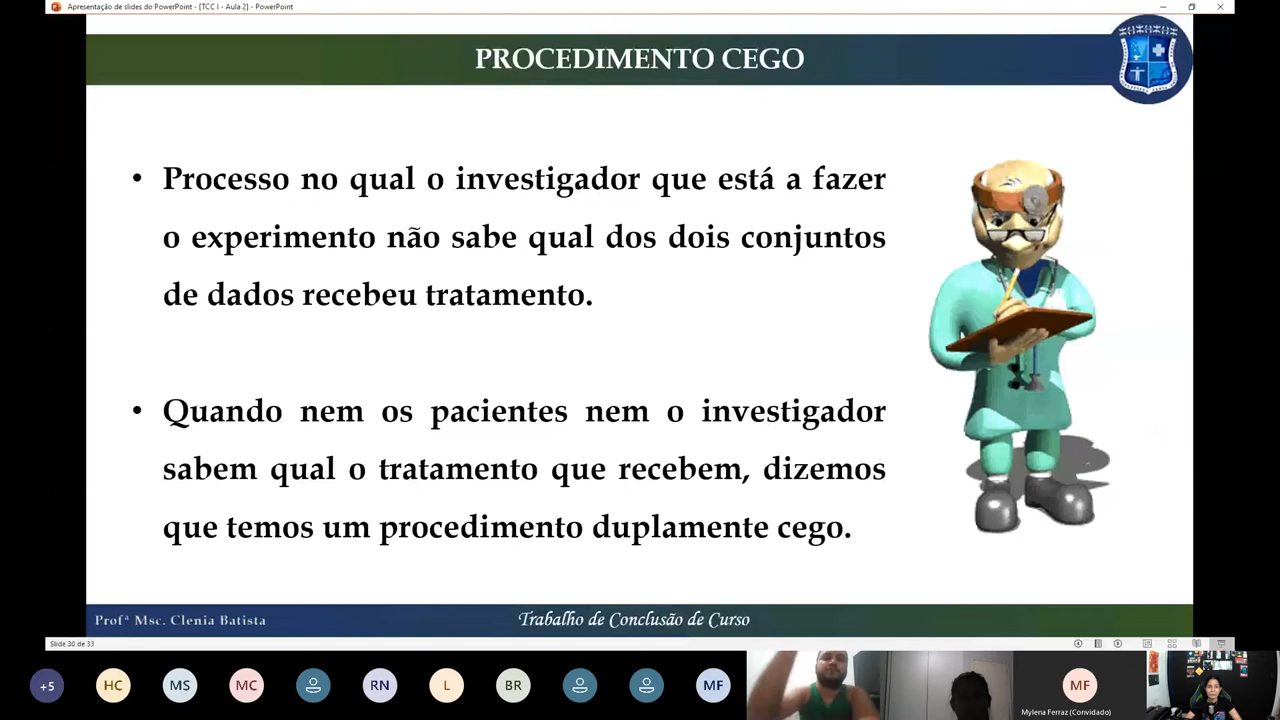 Apresentação de slides do PowerPoint - [TCC I - Aula 2] - PowerPoint
PROCEDIMENTO CEGO
• Processo no qual o investigador que está a fazer
o experimento não sabe qual dos dois conjuntos
de dados recebeu tratamento.
• Quando nem os pacientes nem o investigador
sabem qual o tratamento que recebem, dizemos
que temos um procedimento duplamente cego.
Profª Msc. Clenia Batista
Trabalho de Conclusão de Curso
Slide 30 de 33
+5
HC
MS
MC
RN
L
BR
MF
MF
Mylena Ferraz (Convidado)